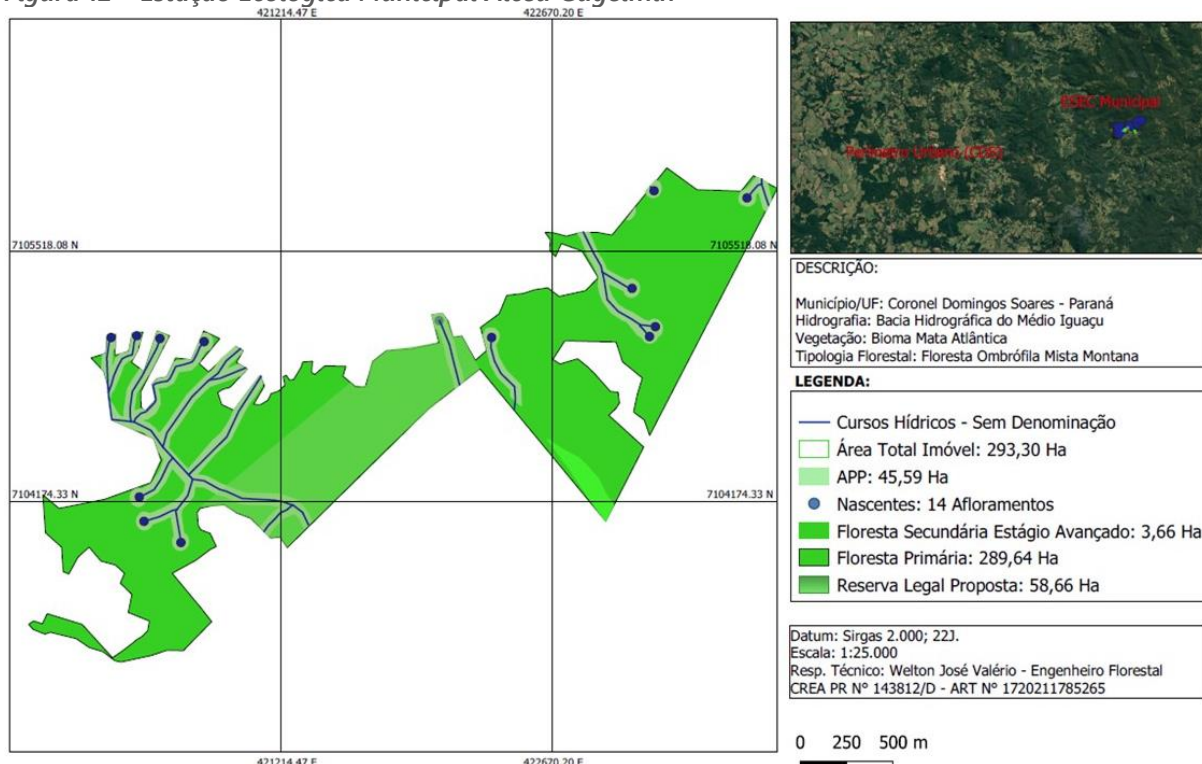 421214.47 E 422670.20 E
ESEC Municipal
7105518.08 N 7105518.08 N
DESCRIÇÃO:
Município/UF: Coronel Domingos Soares - Paraná
Hidrografia: Bacia Hidrográfica do Médio Iguaçu
Vegetação: Bioma Mata Atlântica
Tipologia Florestal: Floresta Ombrófila Mista Montana
LEGENDA:
Cursos Hídricos - Sem Denominação
Área Total Imóvel: 293,30 Ha
APP: 45,59 Ha
Nascentes: 14 Afloramentos
Floresta Secundária Estágio Avançado: 3,66 Ha
Floresta Primária: 289,64 Ha
Reserva Legal Proposta: 58,66 Ha
7104174.33 N 7104174.33 N
Datum: Sirgas 2.000; 22J.
Escala: 1:25.000
Resp. Técnico: Welton José Valério - Engenheiro Florestal
CREA PR N° 143812/D - ART N° 1720211785265
0 250 500 m
421214.47 E 422670.20 E